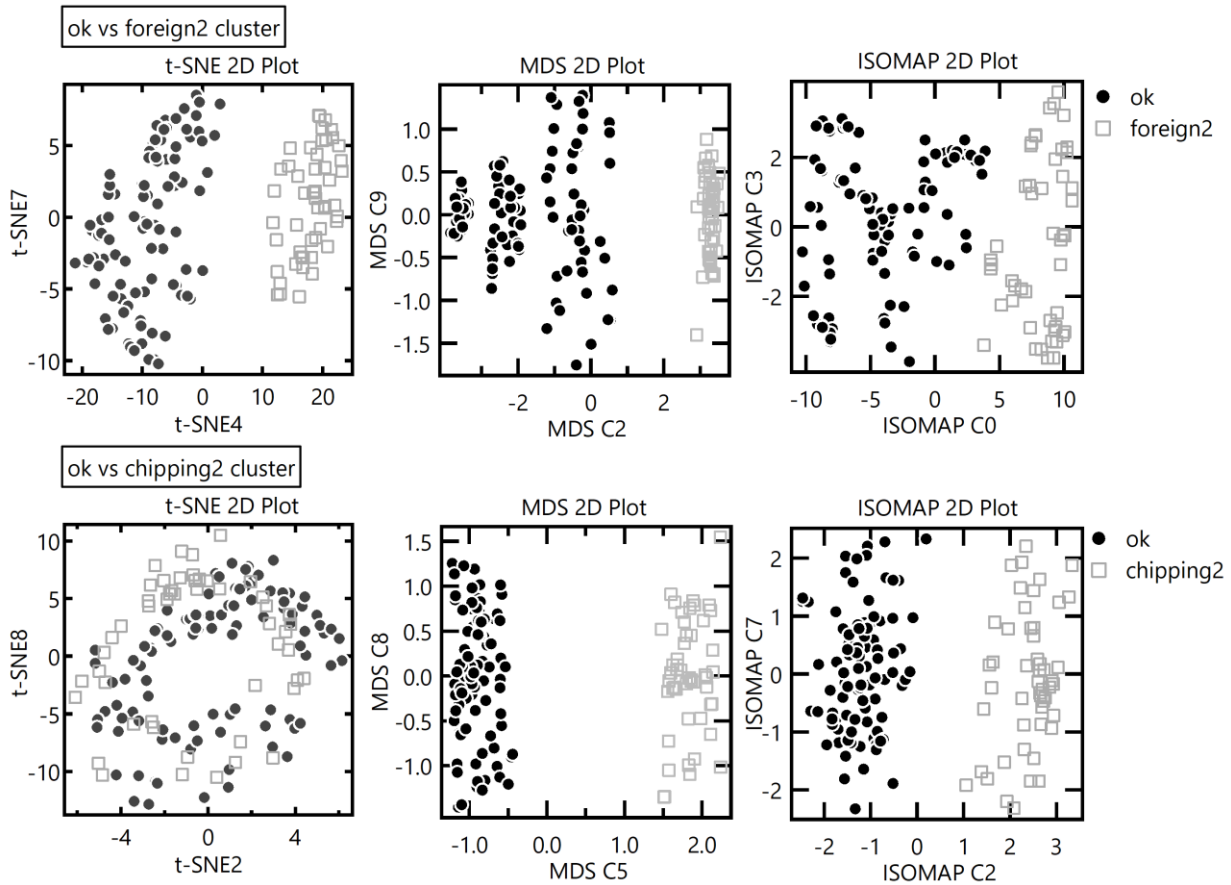 ok vs foreign2 cluster
t-SNE 2D Plot
MDS 2D Plot
ISOMAP 2D Plot
ok
foreign2
t-SNE7
5
0
-5
-10
-20
-10
0
10
20
t-SNE4
MDS C9
1.0
0.5
0.0
-0.5
-1.0
-1.5
-2
0
2
MDS C2
ISOMAP C3
2
0
-2
-10
-5
0
5
10
ISOMAP C0
ok vs chipping2 cluster
t-SNE 2D Plot
MDS 2D Plot
ISOMAP 2D Plot
ok
chipping2
t-SNE8
10
5
0
-5
-10
-4
0
4
t-SNE2
MDS C8
1.5
1.0
0.5
0.0
-0.5
-1.0
-1.0
0.0
1.0
2.0
MDS C5
ISOMAP C7
2
1
0
-1
-2
-2
-1
0
1
2
3
ISOMAP C2